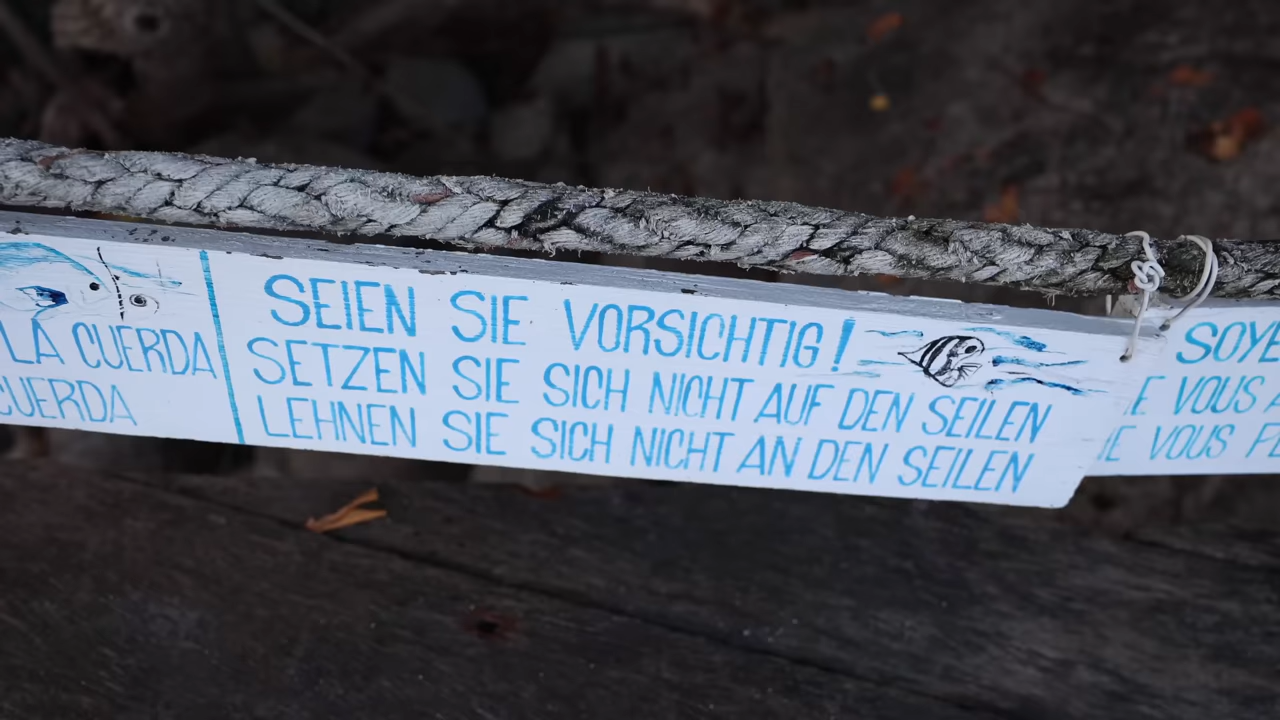 LA CUERDA
CUERDA
SEIEN SIE VORSICHTIG!
SETZEN SIE SICH NICHT AUF DEN SEILEN
LEHNEN SIE SICH NICHT AN DEN SEILEN
SOYE
E VOUS A
E VOUS